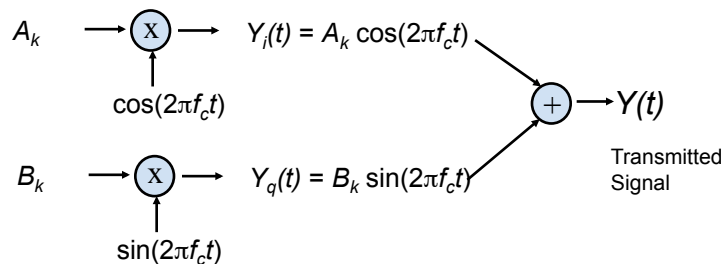 A_k x Y_i(t) = A_k cos(2πf_ct)
cos(2πf_ct)
+ Y(t)
Transmitted
Signal
B_k x Y_q(t) = B_k sin(2πf_ct)
sin(2πf_ct)